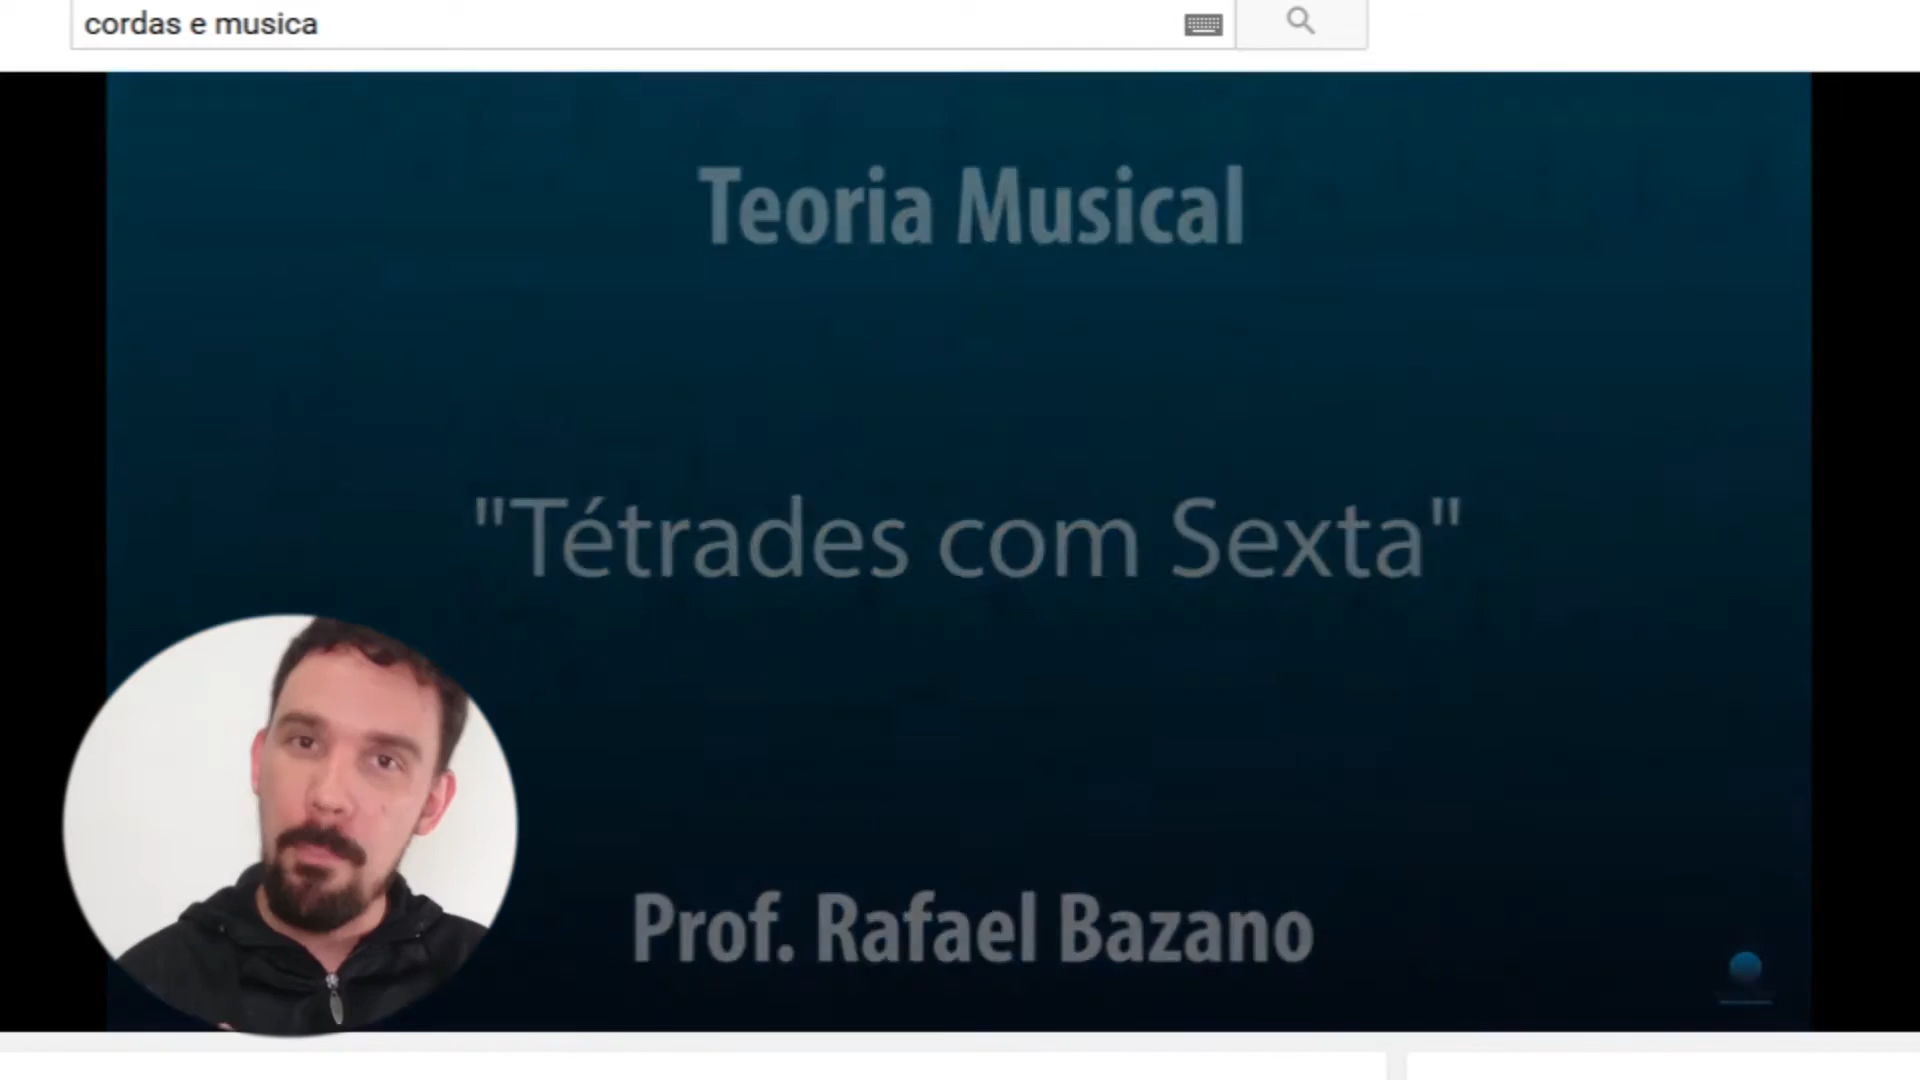 cordas e musica
Teoria Musical
"Tétrades com Sexta"
Prof. Rafael Bazano